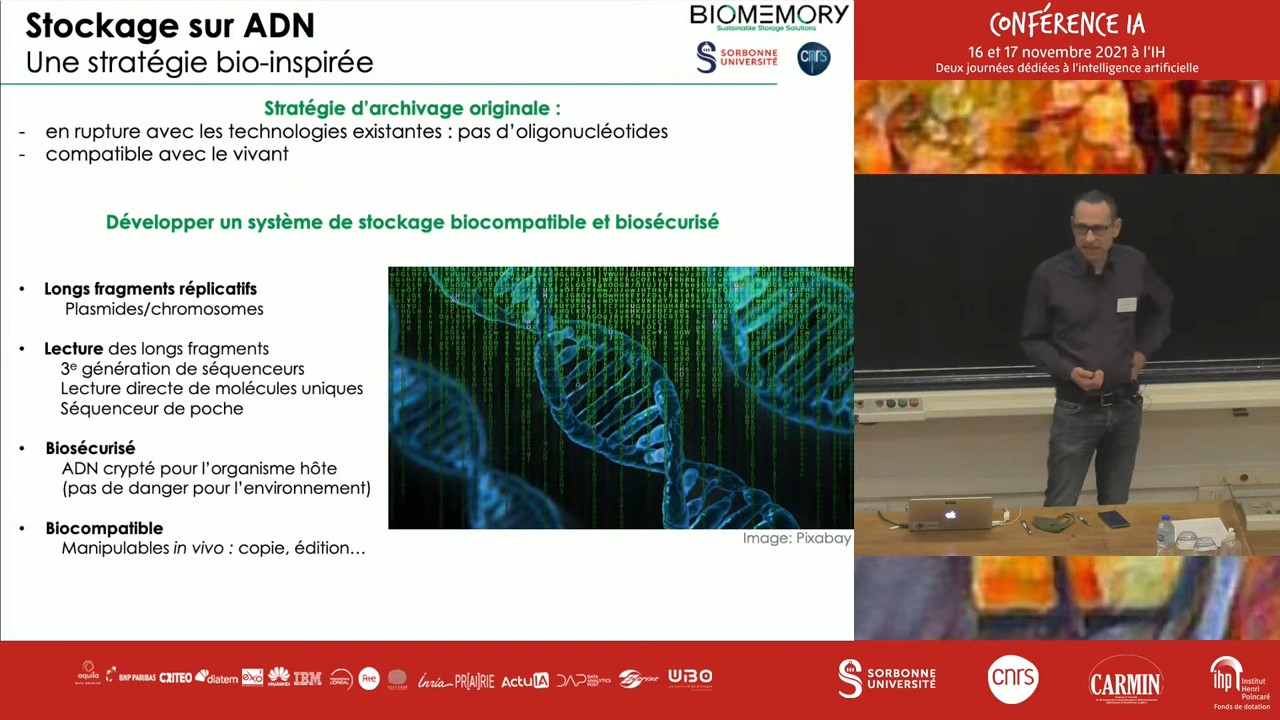 Stockage sur ADN
Une stratégie bio-inspirée
BIOMEMORY
Sustainable Storage Solutions
SORBONNE
UNIVERSITÉ
cnrs
Stratégie d'archivage originale :
- en rupture avec les technologies existantes : pas d'oligonucléotides
- compatible avec le vivant
Développer un système de stockage biocompatible et biosécurisé
• Longs fragments réplicatifs
Plasmides/chromosomes
• Lecture des longs fragments
3e génération de séquenceurs
Lecture directe de molécules uniques
Séquenceur de poche
• Biosécurisé
ADN crypté pour l'organisme hôte
(pas de danger pour l'environnement)
• Biocompatible
Manipulables in vivo : copie, édition...
Image: Pixabay
CONFÉRENCE IA
16 et 17 novembre 2021 à l'IH
Deux journées dédiées à l'intelligence artificielle
aquila
BNP PARIBAS
CRITEO
diatem
exo
HUAWEI
IBM
Rte
Inria
PR[AI]RIE
ActuIA
DAP
DATA ANALYTICS POST
WBO
SORBONNE
UNIVERSITÉ
cnrs
CARMIN
ihp
Institut
Henri
Poincaré
Fonds de dotation